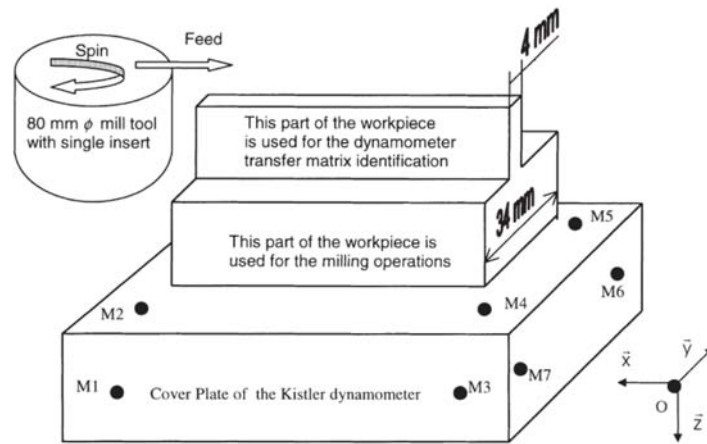 4 mm
Spin
Feed
80 mm ϕ mill tool
with single insert
This part of the workpiece
is used for the dynamometer
transfer matrix identification
34 mm
This part of the workpiece is
used for the milling operations
M5
M6
M2
M4
M7
M1
Cover Plate of the Kistler dynamometer
M3
x⃗
y⃗
O
z⃗